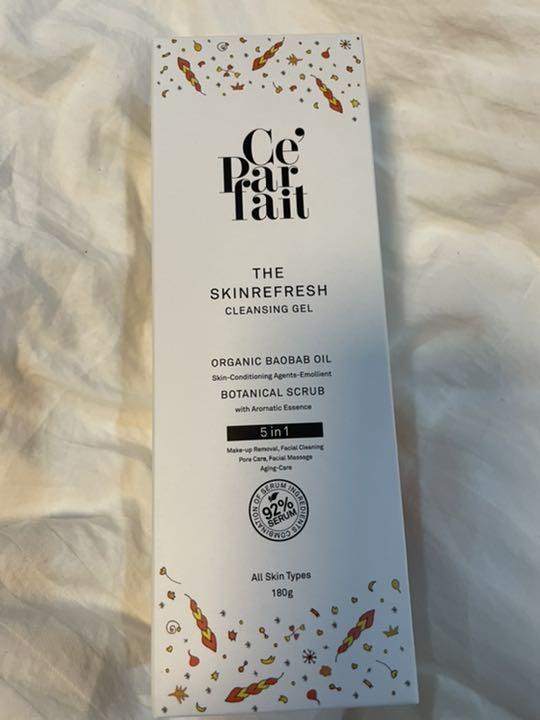 Ce'
Par
fait
THE
SKINREFRESH
CLEANSING GEL
ORGANIC BAOBAB OIL
Skin-Conditioning Agents-Emollient
BOTANICAL SCRUB
with Arornatic Essence
5 in 1
Make-up Removal, Facial Cleaning
Pore Care, Facial Massage
Aging-Care
COMBINATION OF SERUM INGREDIENTS
92%
SERUM
All Skin Types
180g